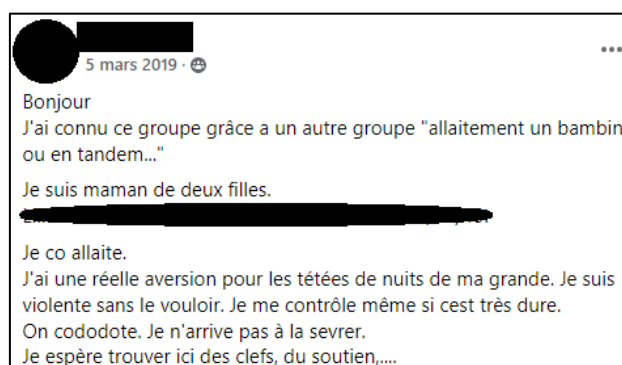 5 mars 2019 ·
Bonjour
J'ai connu ce groupe grâce a un autre groupe "allaitement un bambin
ou en tandem..."
Je suis maman de deux filles.
Je co allaite.
J'ai une réelle aversion pour les tétées de nuits de ma grande. Je suis
violente sans le vouloir. Je me contrôle même si cest très dure.
On cododote. Je n'arrive pas à la sevrer.
Je espère trouver ici des clefs, du soutien,....